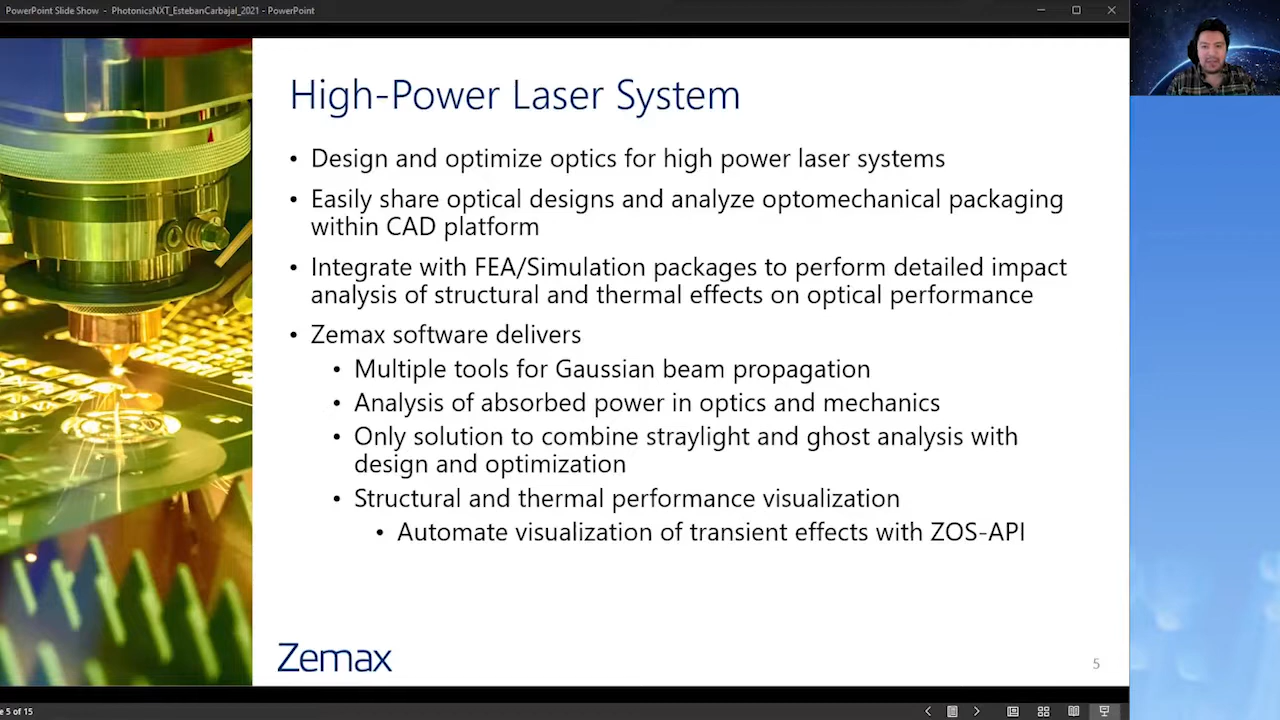 PowerPoint Slide Show - PhotonicsNXT_EstebanCarbajal_2021 - PowerPoint
High-Power Laser System
• Design and optimize optics for high power laser systems
• Easily share optical designs and analyze optomechanical packaging
within CAD platform
• Integrate with FEA/Simulation packages to perform detailed impact
analysis of structural and thermal effects on optical performance
• Zemax software delivers
• Multiple tools for Gaussian beam propagation
• Analysis of absorbed power in optics and mechanics
• Only solution to combine straylight and ghost analysis with
design and optimization
• Structural and thermal performance visualization
• Automate visualization of transient effects with ZOS-API
Zemax
5
e 5 of 15